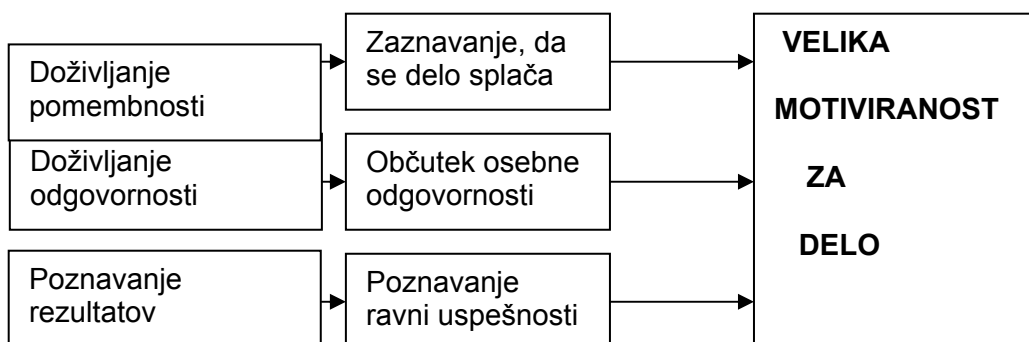 Doživljanje
pomembnosti
Zaznavanje, da
se delo splača
Doživljanje
odgovornosti
Občutek osebne
odgovornosti
Poznavanje
rezultatov
Poznavanje
ravni uspešnosti
VELIKA
MOTIVIRANOST
ZA
DELO